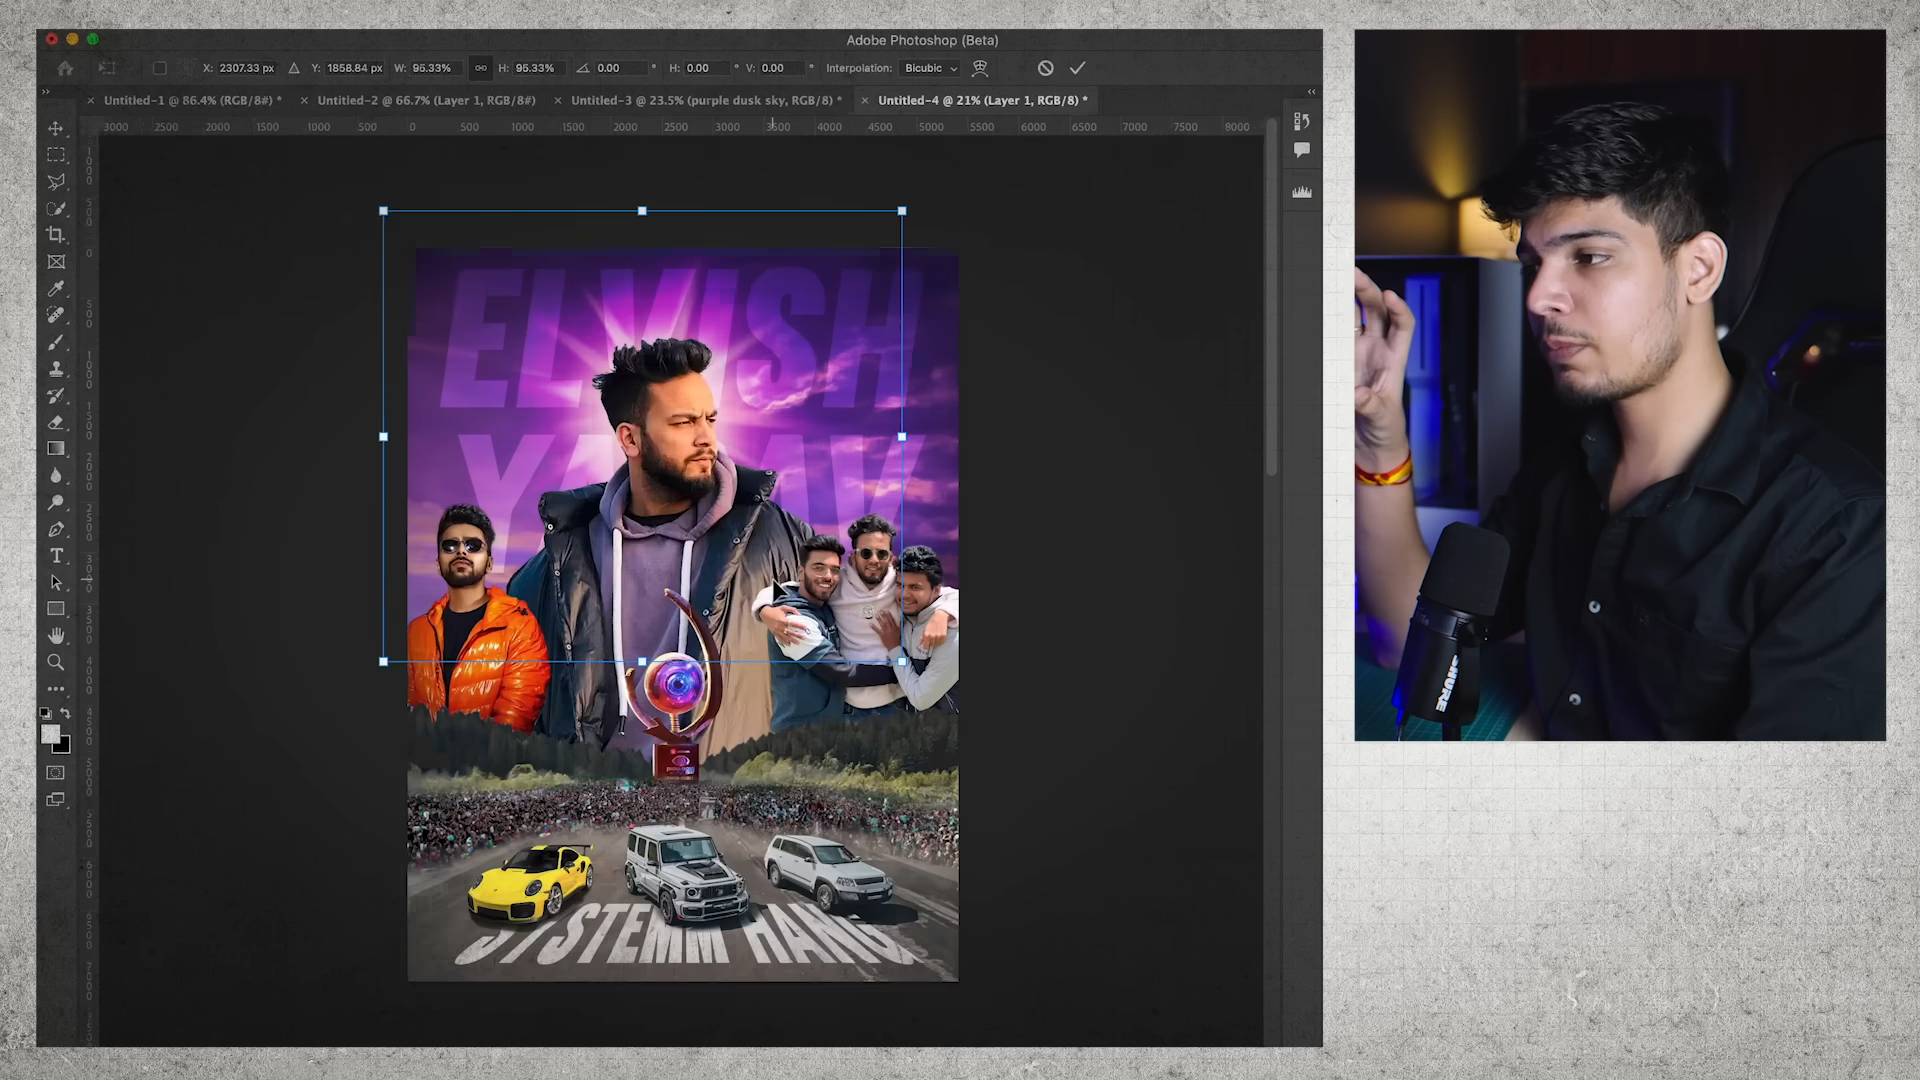 Adobe Photoshop (Beta)
X: 2307.33 px Y: 1858.84 px W: 95.33% H: 95.33% 0.00 ° H: 0.00 ° V: 0.00 ° Interpolation: Bicubic
Untitled-1 @ 86.4% (RGB/8#) * Untitled-2 @ 66.7% (Layer 1, RGB/8#) Untitled-3 @ 23.5% (purple dusk sky, RGB/8) * Untitled-4 @ 21% (Layer 1, RGB/8) *
3000 2500 2000 1500 1000 500 0 500 1000 1500 2000 2500 3000 3500 4000 4500 5000 5500 6000 6500 7000 7500 8000
ELVISH
SYSTEMM HANG
SHURE